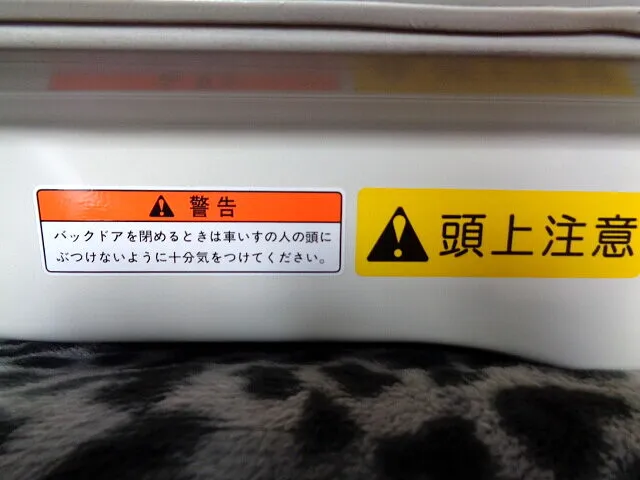 警告
バックドアを閉めるときは車いすの人の頭に
ぶつけないように十分気をつけてください。
頭上注意